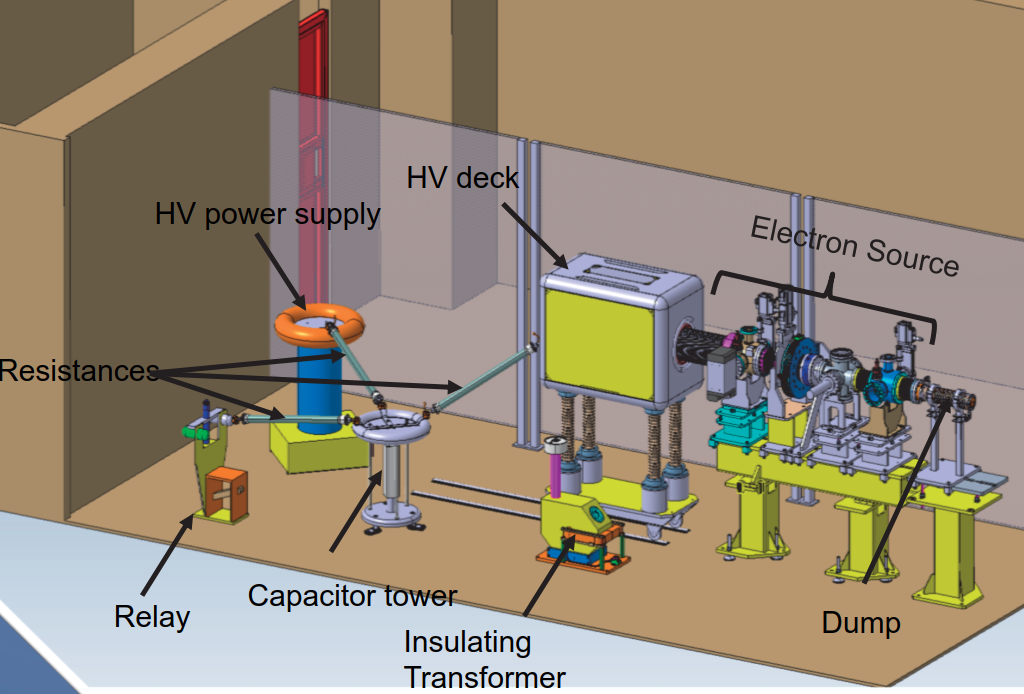 HV deck
HV power supply
Electron Source
Resistances
Relay
Capacitor tower
Insulating
Transformer
Dump